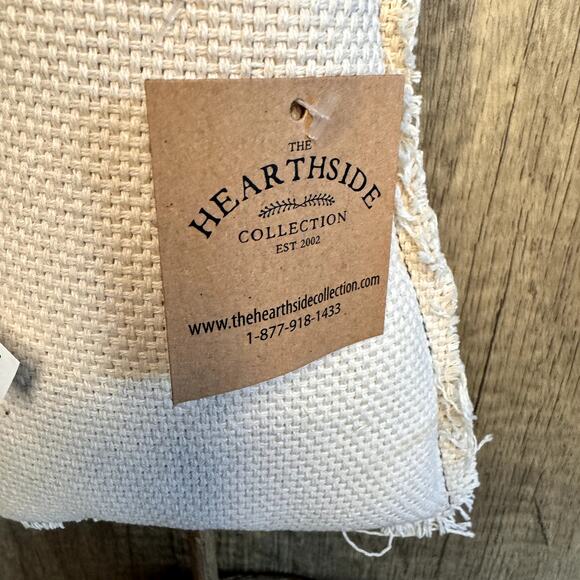 THE
HEARTHSIDE
COLLECTION
EST 2002
www.thehearthsidecollection.com
1-877-918-1433